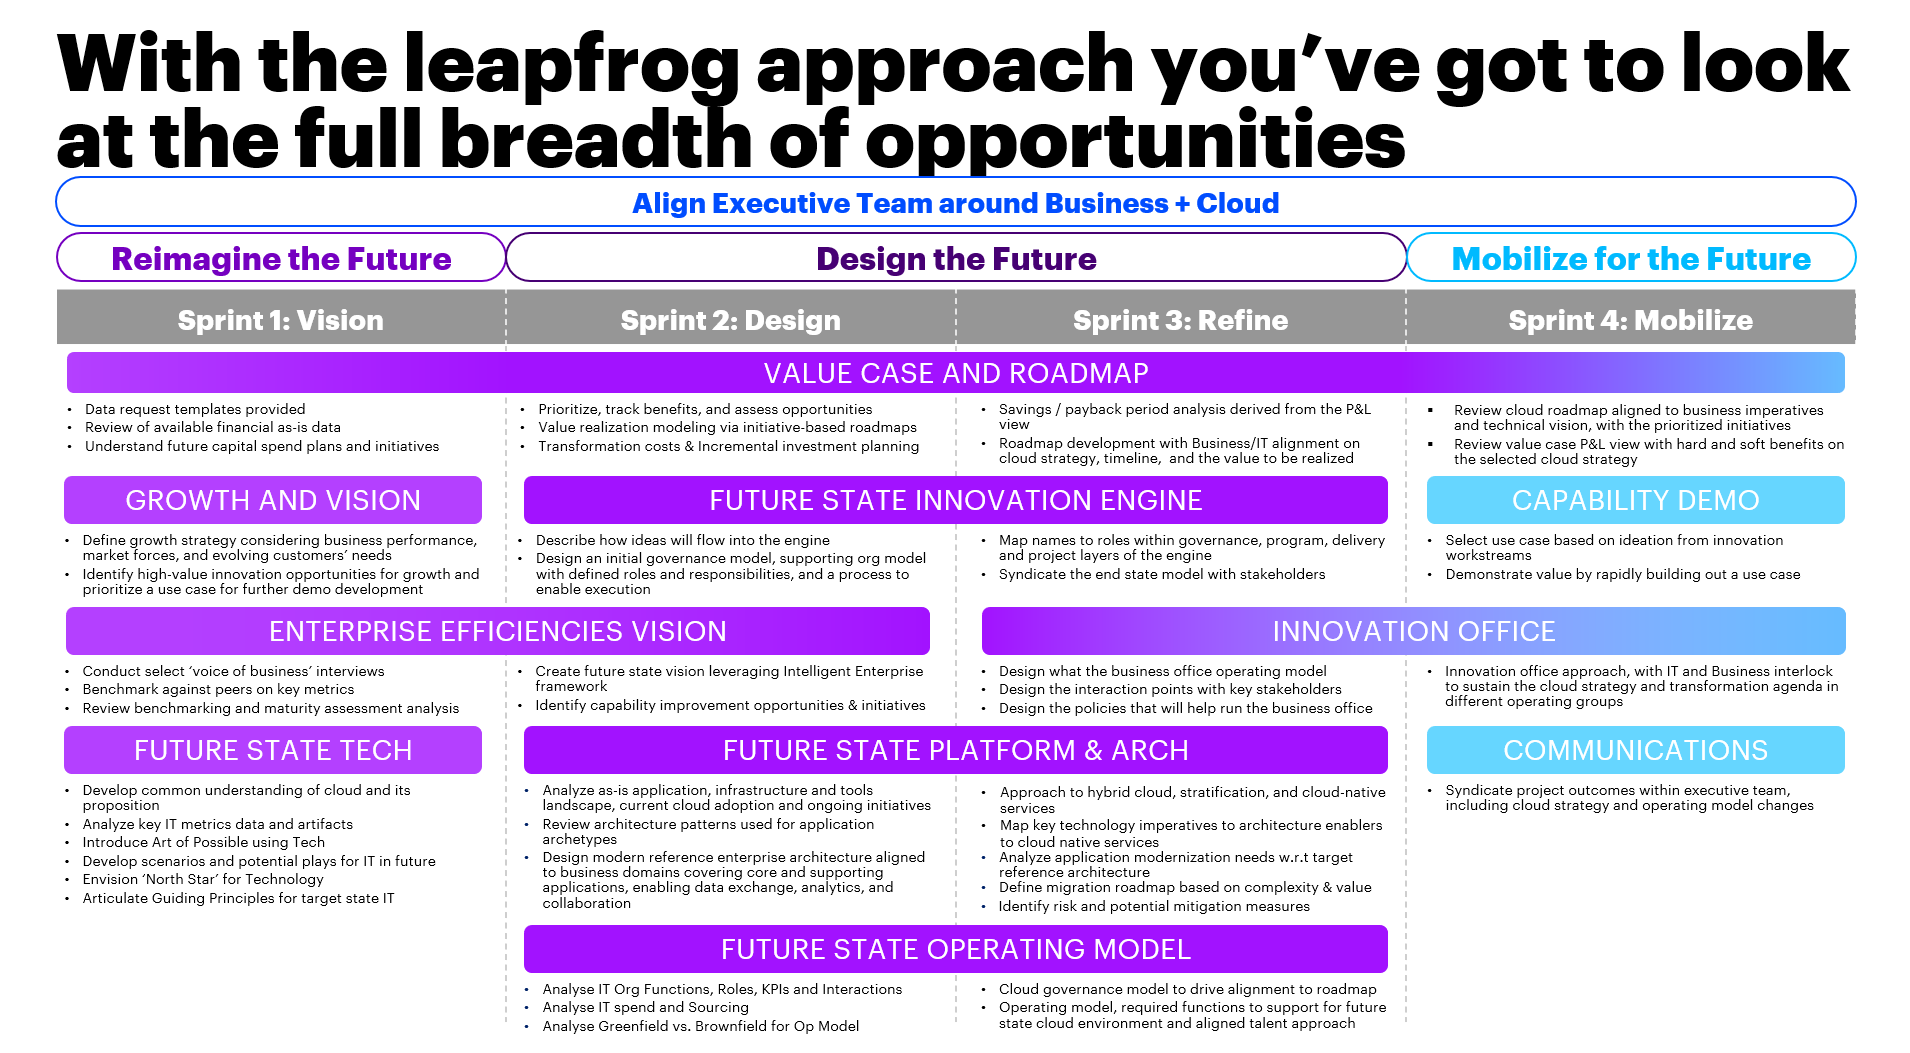 With the leapfrog approach you’ve got to look
at the full breadth of opportunities
Align Executive Team around Business + Cloud
Reimagine the Future
Design the Future
Mobilize for the Future
Sprint 1: Vision
Sprint 2: Design
Sprint 3: Refine
Sprint 4: Mobilize
VALUE CASE AND ROADMAP
• Data request templates provided
• Review of available financial as-is data
• Understand future capital spend plans and initiatives
• Prioritize, track benefits, and assess opportunities
• Value realization modeling via initiative-based roadmaps
• Transformation costs & Incremental investment planning
• Savings / payback period analysis derived from the P&L
view
• Roadmap development with Business/IT alignment on
cloud strategy, timeline, and the value to be realized
▪ Review cloud roadmap aligned to business imperatives
and technical vision, with the prioritized initiatives
▪ Review value case P&L view with hard and soft benefits on
the selected cloud strategy
GROWTH AND VISION
FUTURE STATE INNOVATION ENGINE
CAPABILITY DEMO
• Define growth strategy considering business performance,
market forces, and evolving customers’ needs
• Identify high-value innovation opportunities for growth and
prioritize a use case for further demo development
• Describe how ideas will flow into the engine
• Design an initial governance model, supporting org model
with defined roles and responsibilities, and a process to
enable execution
• Map names to roles within governance, program, delivery
and project layers of the engine
• Syndicate the end state model with stakeholders
• Select use case based on ideation from innovation
workstreams
• Demonstrate value by rapidly building out a use case
ENTERPRISE EFFICIENCIES VISION
INNOVATION OFFICE
• Conduct select ‘voice of business’ interviews
• Benchmark against peers on key metrics
• Review benchmarking and maturity assessment analysis
• Create future state vision leveraging Intelligent Enterprise
framework
• Identify capability improvement opportunities & initiatives
• Design what the business office operating model
• Design the interaction points with key stakeholders
• Design the policies that will help run the business office
• Innovation office approach, with IT and Business interlock
to sustain the cloud strategy and transformation agenda in
different operating groups
FUTURE STATE TECH
FUTURE STATE PLATFORM & ARCH
COMMUNICATIONS
• Develop common understanding of cloud and its
proposition
• Analyze key IT metrics data and artifacts
• Introduce Art of Possible using Tech
• Develop scenarios and potential plays for IT in future
• Envision ‘North Star’ for Technology
• Articulate Guiding Principles for target state IT
• Analyze as-is application, infrastructure and tools
landscape, current cloud adoption and ongoing initiatives
• Review architecture patterns used for application
archetypes
• Design modern reference enterprise architecture aligned
to business domains covering core and supporting
applications, enabling data exchange, analytics, and
collaboration
• Approach to hybrid cloud, stratification, and cloud-native
services
• Map key technology imperatives to architecture enablers
to cloud native services
• Analyze application modernization needs w.r.t target
reference architecture
• Define migration roadmap based on complexity & value
• Identify risk and potential mitigation measures
• Syndicate project outcomes within executive team,
including cloud strategy and operating model changes
FUTURE STATE OPERATING MODEL
• Analyse IT Org Functions, Roles, KPIs and Interactions
• Analyse IT spend and Sourcing
• Analyse Greenfield vs. Brownfield for Op Model
• Cloud governance model to drive alignment to roadmap
• Operating model, required functions to support for future
state cloud environment and aligned talent approach